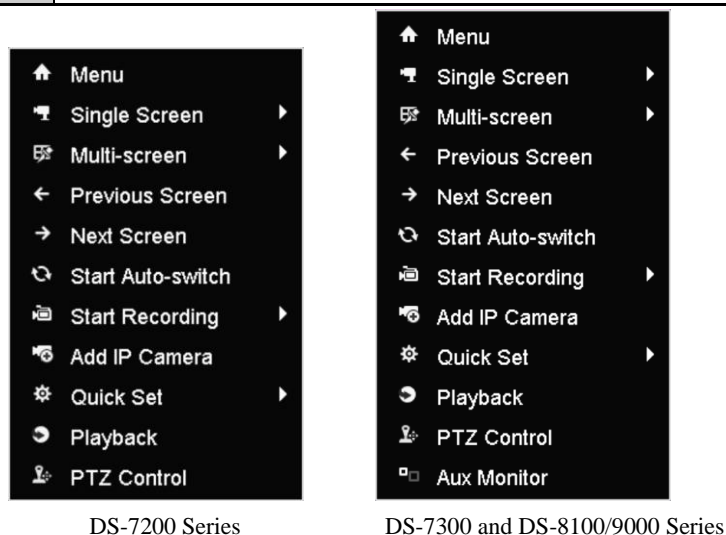 Menu
Single Screen
Multi-screen
Previous Screen
Next Screen
Start Auto-switch
Start Recording
Add IP Camera
Quick Set
Playback
PTZ Control
DS-7200 Series
Menu
Single Screen
Multi-screen
Previous Screen
Next Screen
Start Auto-switch
Start Recording
Add IP Camera
Quick Set
Playback
PTZ Control
Aux Monitor
DS-7300 and DS-8100/9000 Series